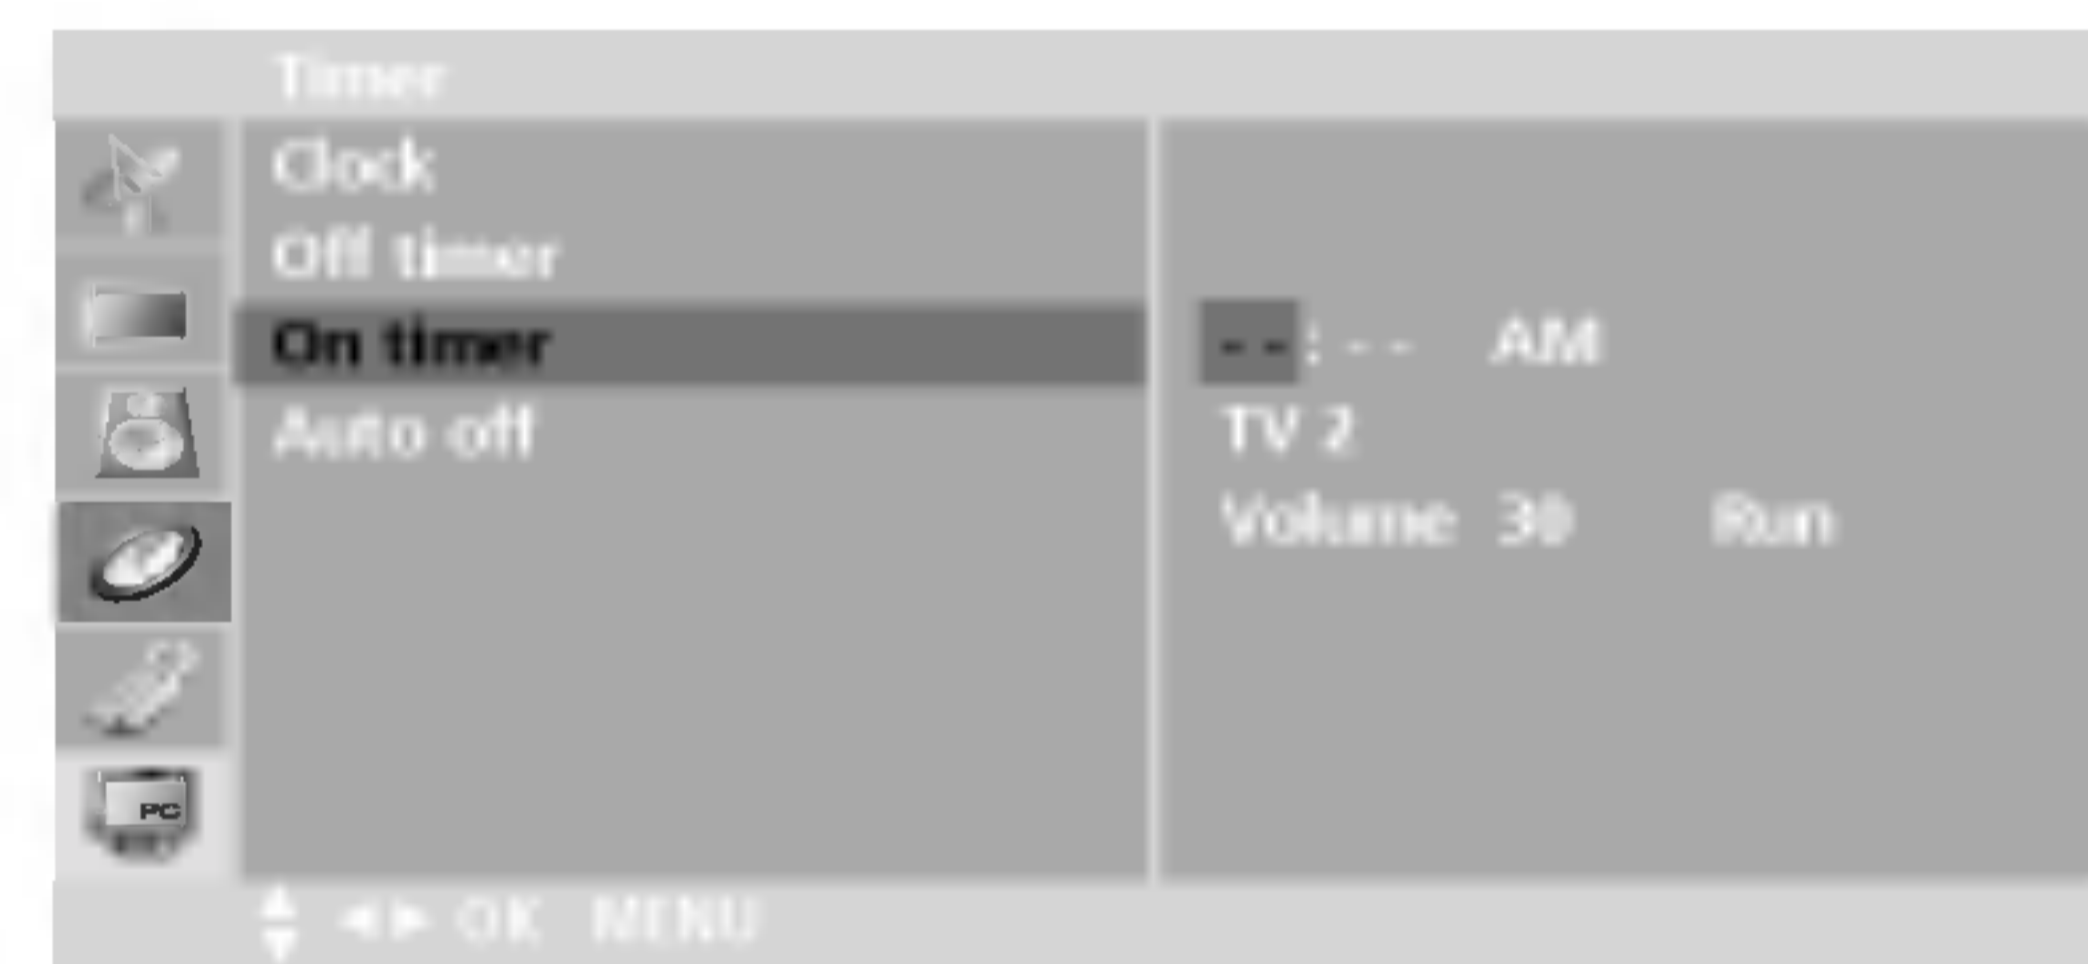 Timer
Clock
Off timer
On timer
--:-- AM
Auto off
TV 2
Volume 30 Run
PC
OK MENU